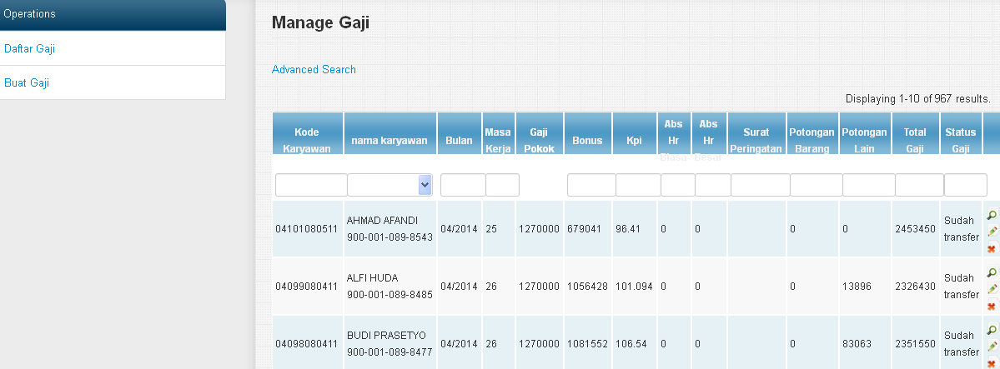 Operations
Daftar Gaji
Buat Gaji
Manage Gaji
Advanced Search
Displaying 1-10 of 967 results.
Kode Karyawan nama karyawan Bulan Masa Kerja Gaji Pokok Bonus Kpi Abs Hr Biasa Abs Hr Besar Surat Peringatan Potongan Barang Potongan Lain Total Gaji Status Gaji
04101080511 AHMAD AFANDI 900-001-089-8543 04/2014 25 1270000 679041 96.41 0 0 0 0 2453450 Sudah transfer
04099080411 ALFI HUDA 900-001-089-8485 04/2014 26 1270000 1056428 101.094 0 0 0 13896 2326430 Sudah transfer
04098080411 BUDI PRASETYO 900-001-089-8477 04/2014 26 1270000 1081552 106.54 0 0 0 83063 2351550 Sudah transfer